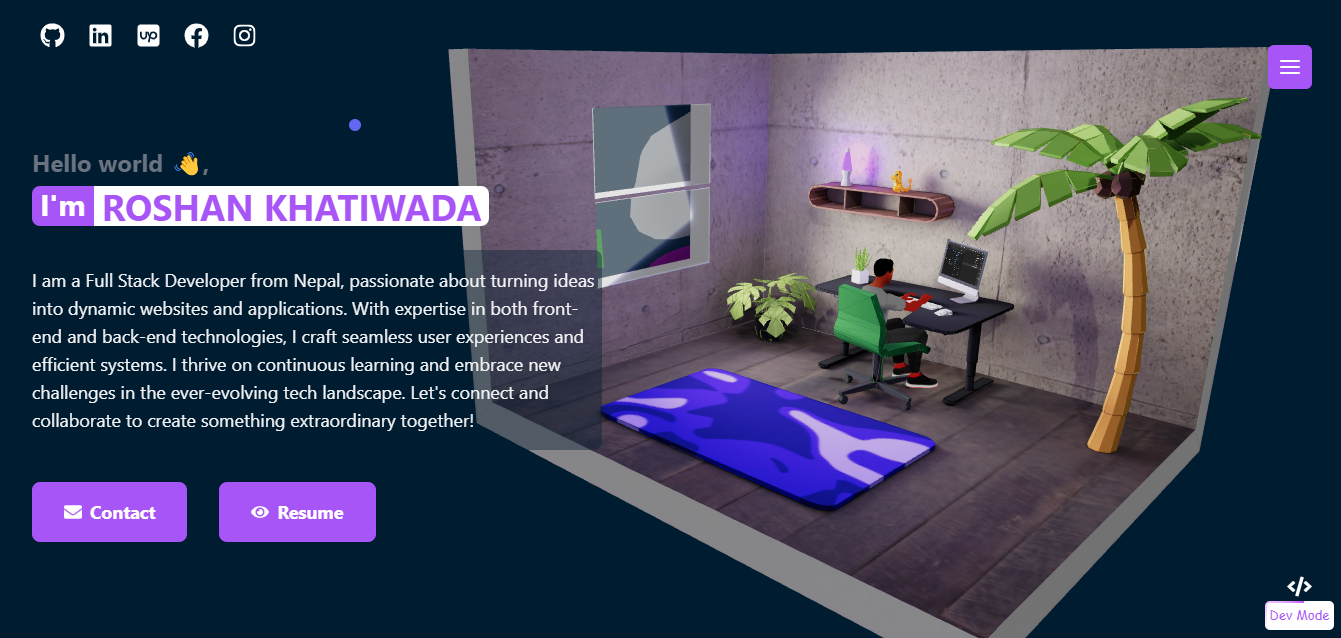 up
Hello world 👋,
I'm ROSHAN KHATIWADA
I am a Full Stack Developer from Nepal, passionate about turning ideas
into dynamic websites and applications. With expertise in both front-
end and back-end technologies, I craft seamless user experiences and
efficient systems. I thrive on continuous learning and embrace new
challenges in the ever-evolving tech landscape. Let's connect and
collaborate to create something extraordinary together!
Contact
Resume
</>
Dev Mode